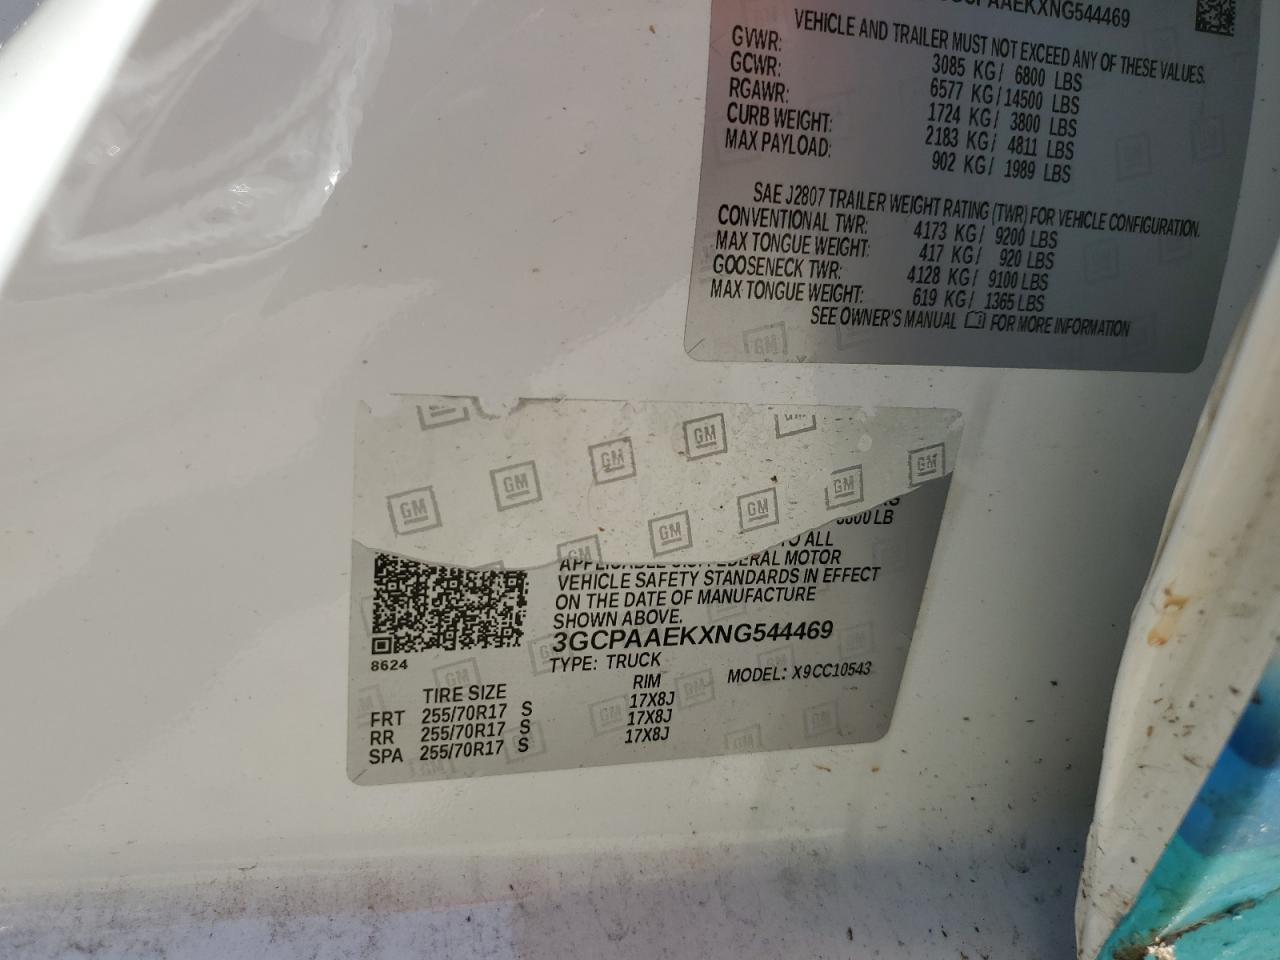 VEHICLE AND TRAILER MUST NOT EXCEED ANY OF THESE VALUES.
GVWR: 3085 KG/ 6800 LBS
GCWR: 6577 KG/14500 LBS
RGAWR: 1724 KG/ 3800 LBS
CURB WEIGHT: 2183 KG/ 4811 LBS
MAX PAYLOAD: 902 KG/ 1989 LBS
SAE J2807 TRAILER WEIGHT RATING (TWR) FOR VEHICLE CONFIGURATION.
CONVENTIONAL TWR: 4173 KG/ 9200 LBS
MAX TONGUE WEIGHT: 417 KG/ 920 LBS
GOOSENECK TWR: 4128 KG/ 9100 LBS
MAX TONGUE WEIGHT: 619 KG/ 1365 LBS
SEE OWNER'S MANUAL FOR MORE INFORMATION
GM
GM GM GM GM
GM GM GM GM GM
LB
TO ALL
APPLICABLE U.S. FEDERAL MOTOR
VEHICLE SAFETY STANDARDS IN EFFECT
ON THE DATE OF MANUFACTURE
SHOWN ABOVE.
3GCPAAEKXNG544469
8624
TYPE: TRUCK MODEL: X9CC10543
TIRE SIZE RIM
FRT 255/70R17 S 17X8J
RR 255/70R17 S 17X8J
SPA 255/70R17 S 17X8J